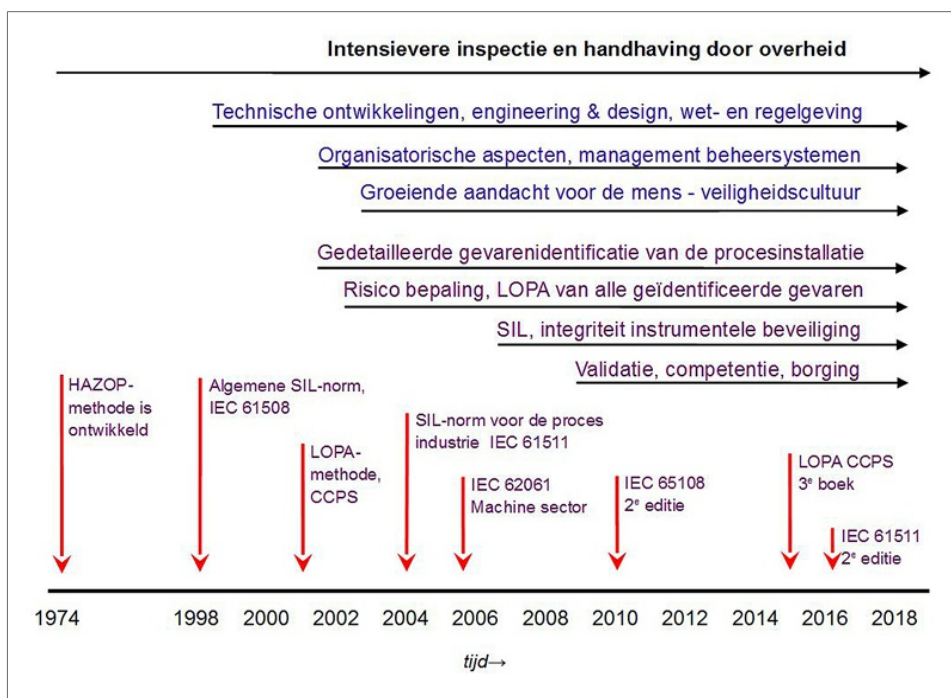 Intensievere inspectie en handhaving door overheid
Technische ontwikkelingen, engineering & design, wet- en regelgeving
Organisatorische aspecten, management beheersystemen
Groeiende aandacht voor de mens - veiligheidscultuur
Gedetailleerde gevarenidentificatie van de procesinstallatie
Risico bepaling, LOPA van alle geïdentificeerde gevaren
SIL, integriteit instrumentele beveiliging
Validatie, competentie, borging
HAZOP-
methode is
ontwikkeld
Algemene SIL-norm,
IEC 61508
LOPA-
methode,
CCPS
SIL-norm voor de proces
industrie IEC 61511
IEC 62061
Machine sector
IEC 65108
2e editie
LOPA CCPS
3e boek
IEC 61511
2e editie
1974 1998 2000 2002 2004 2006 2008 2010 2012 2014 2016 2018
tijd→